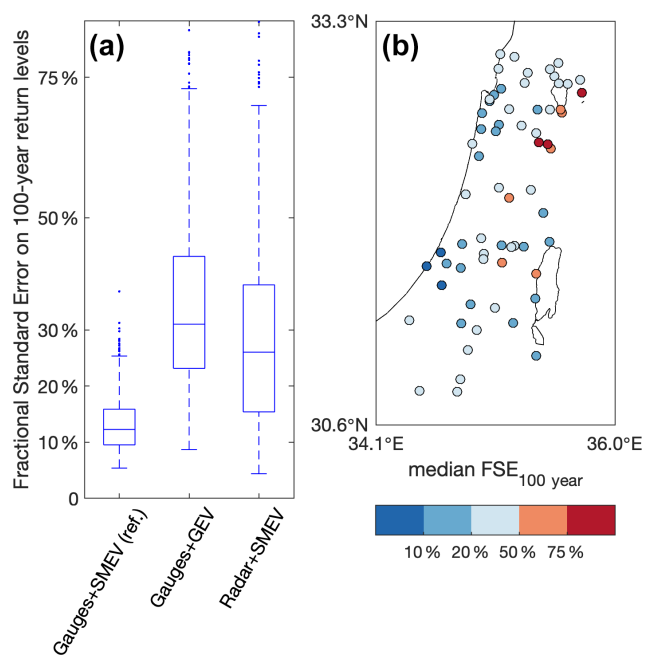 (a)
Fractional Standard Error on 100-year return levels
75 %
50 %
30 %
20 %
10 %
0
Gauges+SMEV (ref.)
Gauges+GEV
Radar+SMEV
(b)
33.3°N
30.6°N
34.1°E
36.0°E
median FSE100 year
10 %
20 %
50 %
75 %